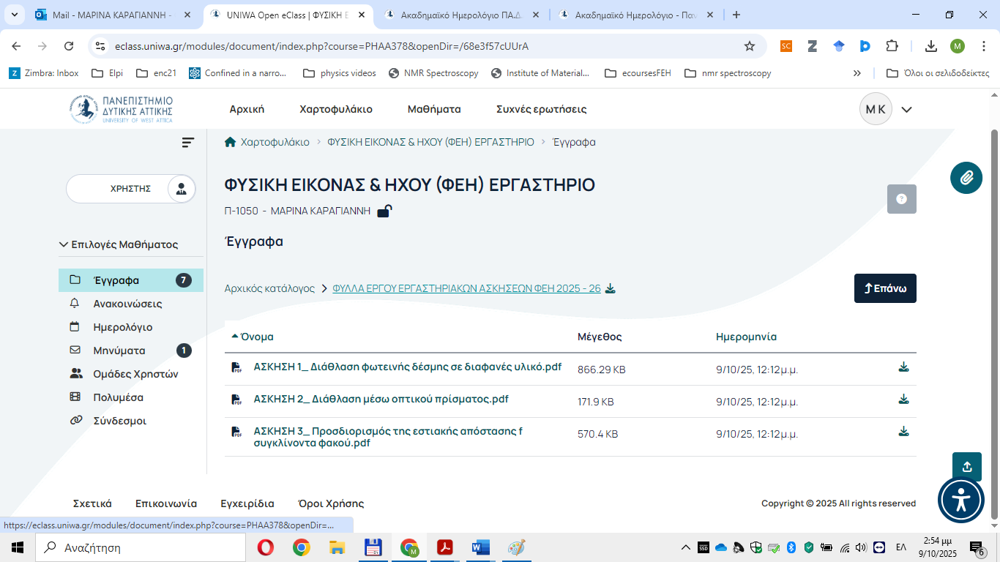 Mail - ΜΑΡΙΝΑ ΚΑΡΑΓΙΑΝΝΗ -
UNIWA Open eClass | ΦΥΣΙΚΗ Ε
Ακαδημαϊκό Ημερολόγιο ΠΑ.Δ
Ακαδημαϊκό Ημερολόγιο - Παν
eclass.uniwa.gr/modules/document/index.php?course=PHAA378&openDir=/68e3f57cUUrA
SC
M
Zimbra: Inbox
Elpi
enc21
Confined in a narro...
physics videos
NMR Spectroscopy
Institute of Material...
ecoursesFEH
nmr spectroscopy
Όλοι οι σελιδοδείκτες
ΠΑΝΕΠΙΣΤΗΜΙΟ
ΔΥΤΙΚΗΣ ΑΤΤΙΚΗΣ
UNIVERSITY OF WEST ATTICA
Αρχική
Χαρτοφυλάκιο
Μαθήματα
Συχνές ερωτήσεις
Μ Κ
Χαρτοφυλάκιο > ΦΥΣΙΚΗ ΕΙΚΟΝΑΣ & ΗΧΟΥ (ΦΕΗ) ΕΡΓΑΣΤΗΡΙΟ > Έγγραφα
ΧΡΗΣΤΗΣ
ΦΥΣΙΚΗ ΕΙΚΟΝΑΣ & ΗΧΟΥ (ΦΕΗ) ΕΡΓΑΣΤΗΡΙΟ
Π-1050 - ΜΑΡΙΝΑ ΚΑΡΑΓΙΑΝΝΗ
Έγγραφα
Επιλογές Μαθήματος
Έγγραφα 7
Ανακοινώσεις
Ημερολόγιο
Μηνύματα 1
Ομάδες Χρηστών
Πολυμέσα
Σύνδεσμοι
Αρχικός κατάλογος > ΦΥΛΛΑ ΕΡΓΟΥ ΕΡΓΑΣΤΗΡΙΑΚΩΝ ΑΣΚΗΣΕΩΝ ΦΕΗ 2025 - 26
Επάνω
Όνομα Μέγεθος Ημερομηνία
ΑΣΚΗΣΗ 1_ Διάθλαση φωτεινής δέσμης σε διαφανές υλικό.pdf 866.29 KB 9/10/25, 12:12μ.μ.
ΑΣΚΗΣΗ 2_ Διάθλαση μέσω οπτικού πρίσματος.pdf 171.9 KB 9/10/25, 12:12μ.μ.
ΑΣΚΗΣΗ 3_ Προσδιορισμός της εστιακής απόστασης f
συγκλίνοντα φακού.pdf 570.4 KB 9/10/25, 12:12μ.μ.
Σχετικά
Επικοινωνία
Εγχειρίδια
Όροι Χρήσης
Copyright © 2025 All rights reserved
https://eclass.uniwa.gr/modules/document/index.php?course=PHAA378&openDir=...
Αναζήτηση
ΕΛ
2:54 μμ
9/10/2025
6